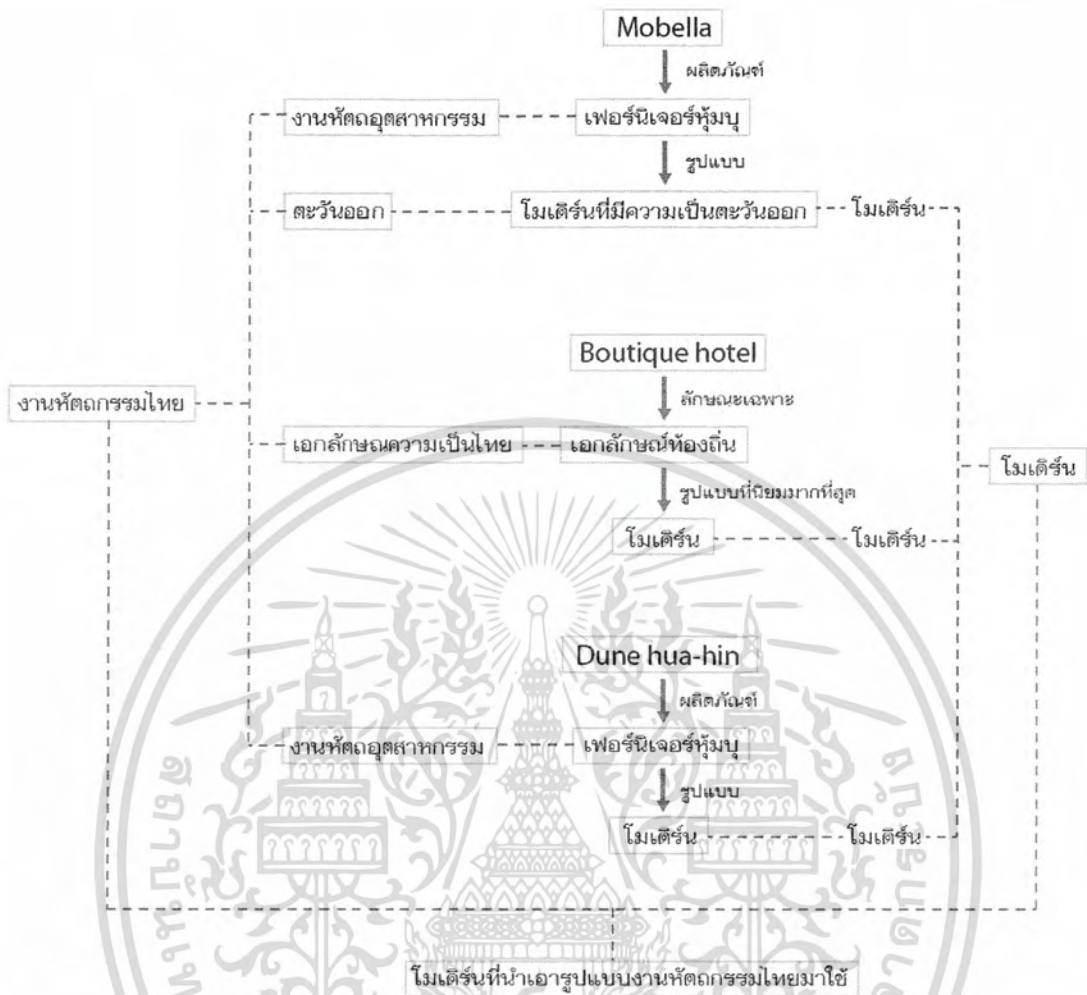 Mobella
ผลิตภัณฑ์
งานหัตถอุตสาหกรรม เฟอร์นิเจอร์หุ้มบุ
รูปแบบ
ตะวันออก โมเดิร์นที่มีความเป็นตะวันออก โมเดิร์น
Boutique hotel
งานหัตถกรรมไทย ลักษณะเฉพาะ
เอกลักษณความเป็นไทย เอกลักษณ์ท้องถิ่น
โมเดิร์น
รูปแบบที่นิยมมากที่สุด
โมเดิร์น โมเดิร์น
Dune hua-hin
ผลิตภัณฑ์
งานหัตถอุตสาหกรรม เฟอร์นิเจอร์หุ้มบุ
รูปแบบ
โมเดิร์น โมเดิร์น
โมเดิร์นที่นำเอารูปแบบงานหัตถกรรมไทยมาใช้